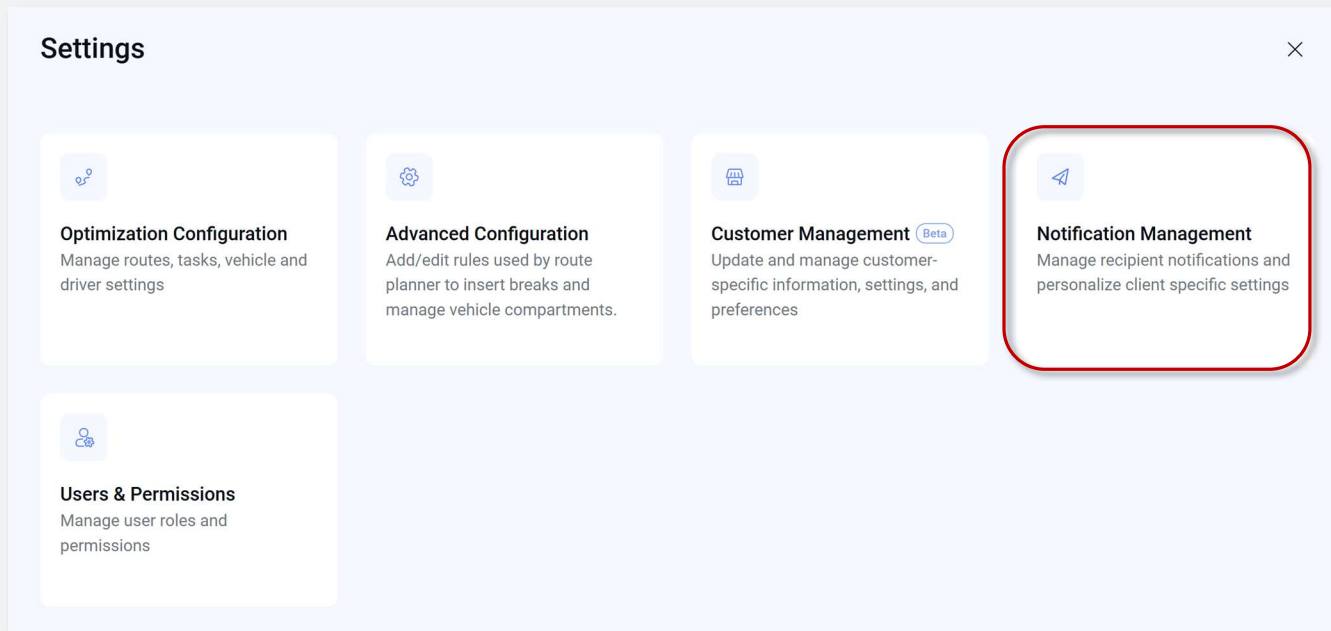 Settings
Optimization Configuration
Manage routes, tasks, vehicle and
driver settings
Advanced Configuration
Add/edit rules used by route
planner to insert breaks and
manage vehicle compartments.
Customer Management Beta
Update and manage customer-
specific information, settings, and
preferences
Notification Management
Manage recipient notifications and
personalize client specific settings
Users & Permissions
Manage user roles and
permissions